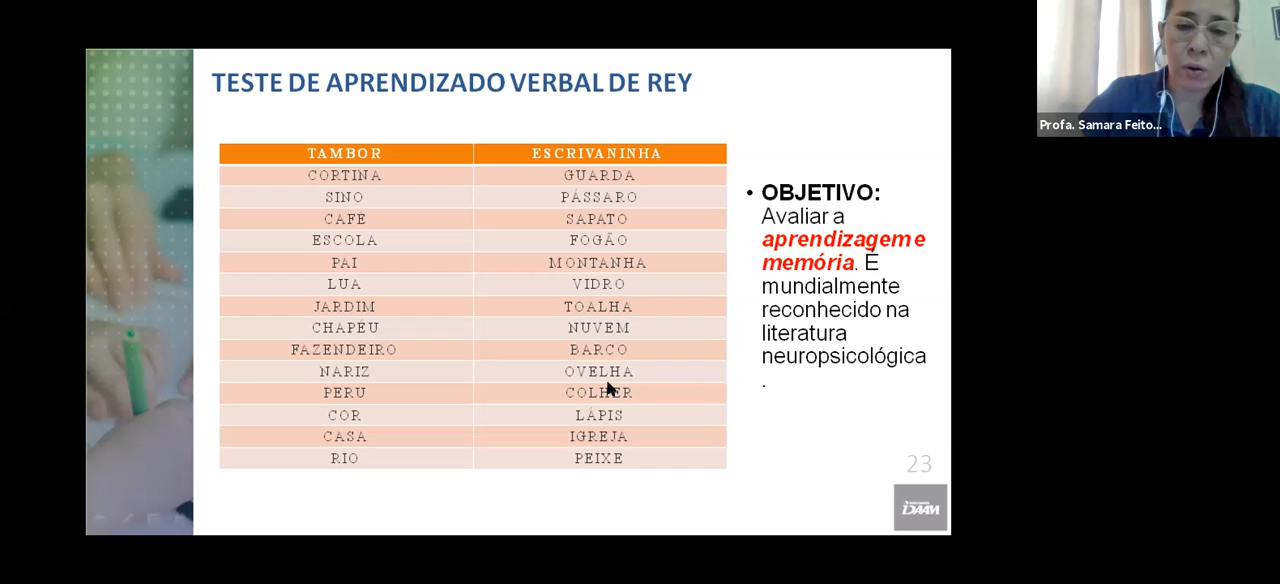 TESTE DE APRENDIZADO VERBAL DE REY
TAMBOR ESCRIVANINHA
CORTINA GUARDA
SINO PÁSSARO
CAFÉ SAPATO
ESCOLA FOGÃO
PAI MONTANHA
LUA VIDRO
JARDIM TOALHA
CHAPÉU NUVEM
FAZENDEIRO BARCO
NARIZ OVELHA
PERU COLHER
COR LÁPIS
CASA IGREJA
RIO PEIXE
• OBJETIVO:
Avaliar a
aprendizagem e
memória. É
mundialmente
reconhecido na
literatura
neuropsicológica
.
23
IDAAM
Profa. Samara Feito...